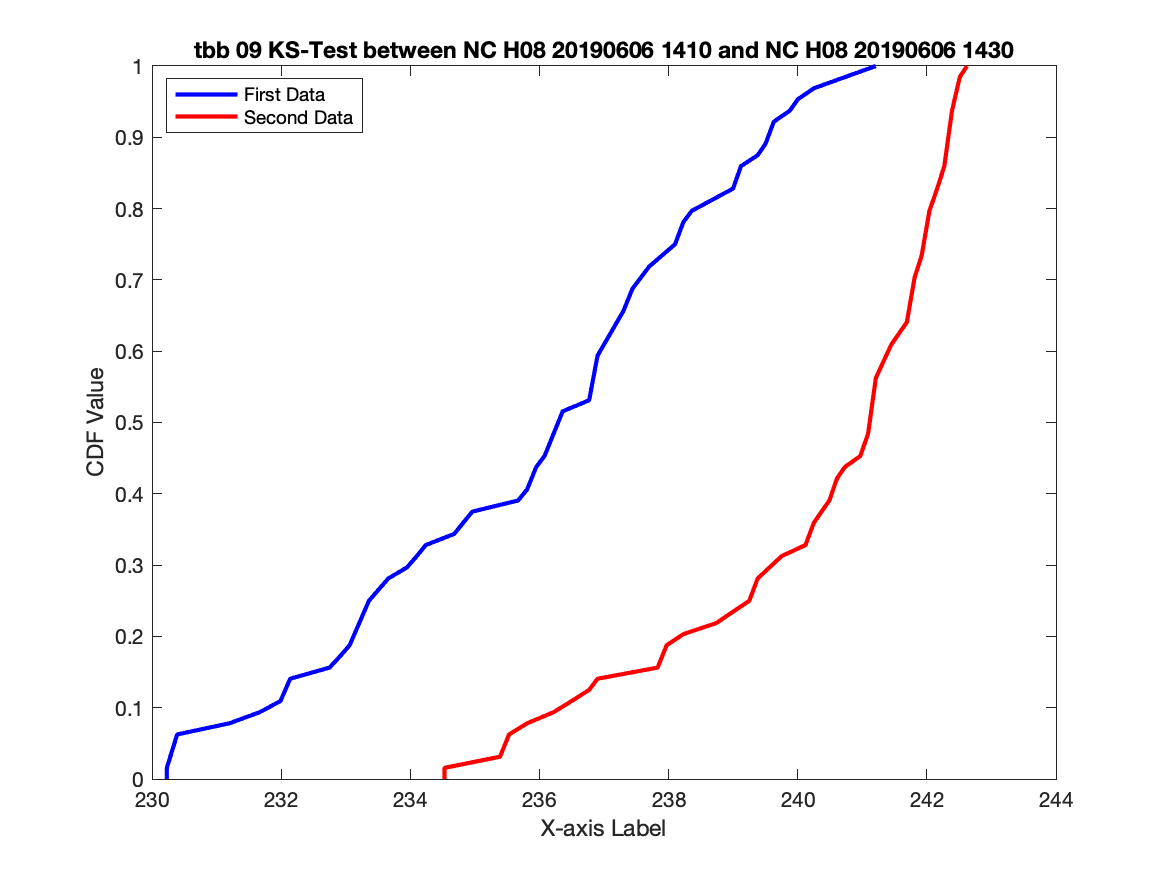 tbb 09 KS-Test between NC H08 20190606 1410 and NC H08 20190606 1430
First Data
Second Data
1
0.9
0.8
0.7
0.6
0.5
0.4
0.3
0.2
0.1
0
CDF Value
230 232 234 236 238 240 242 244
X-axis Label